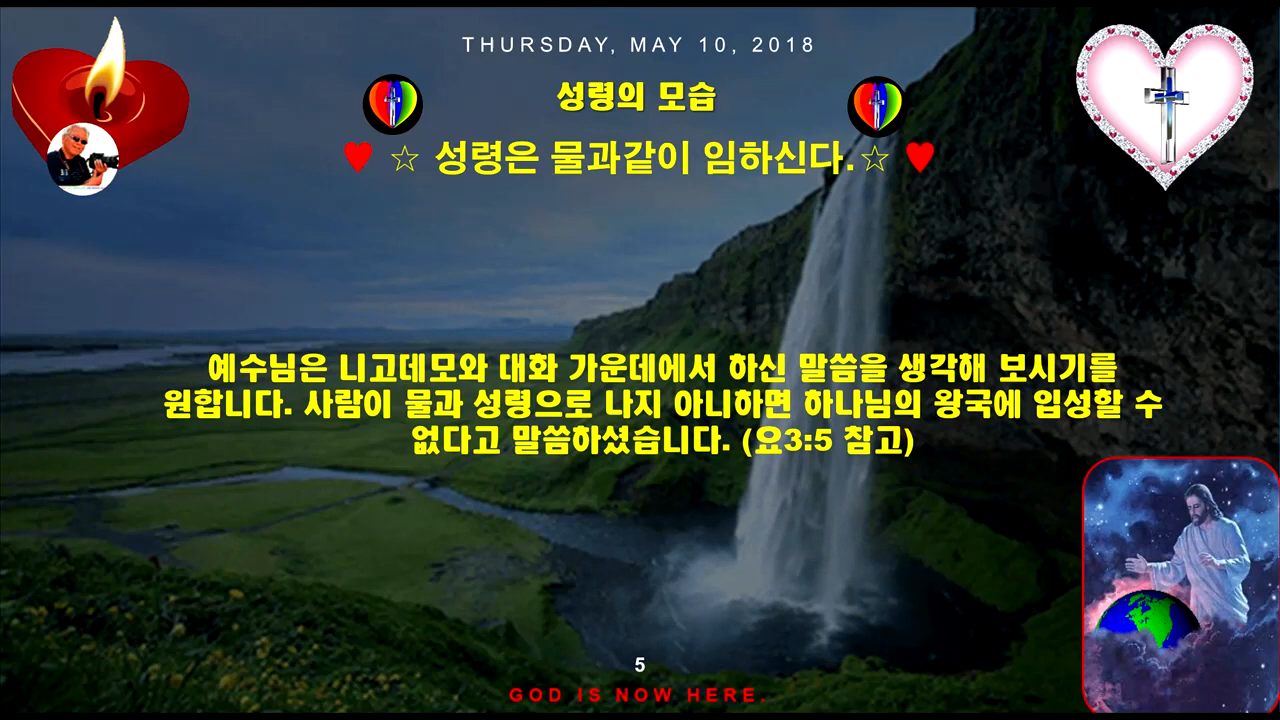 THURSDAY, MAY 10, 2018
성령의 모습
♥ ☆ 성령은 물과같이 임하신다.☆ ♥
예수님은 니고데모와 대화 가운데에서 하신 말씀을 생각해 보시기를
원합니다. 사람이 물과 성령으로 나지 아니하면 하나님의 왕국에 입성할 수
없다고 말씀하셨습니다. (요3:5 참고)
5
GOD IS NOW HERE.